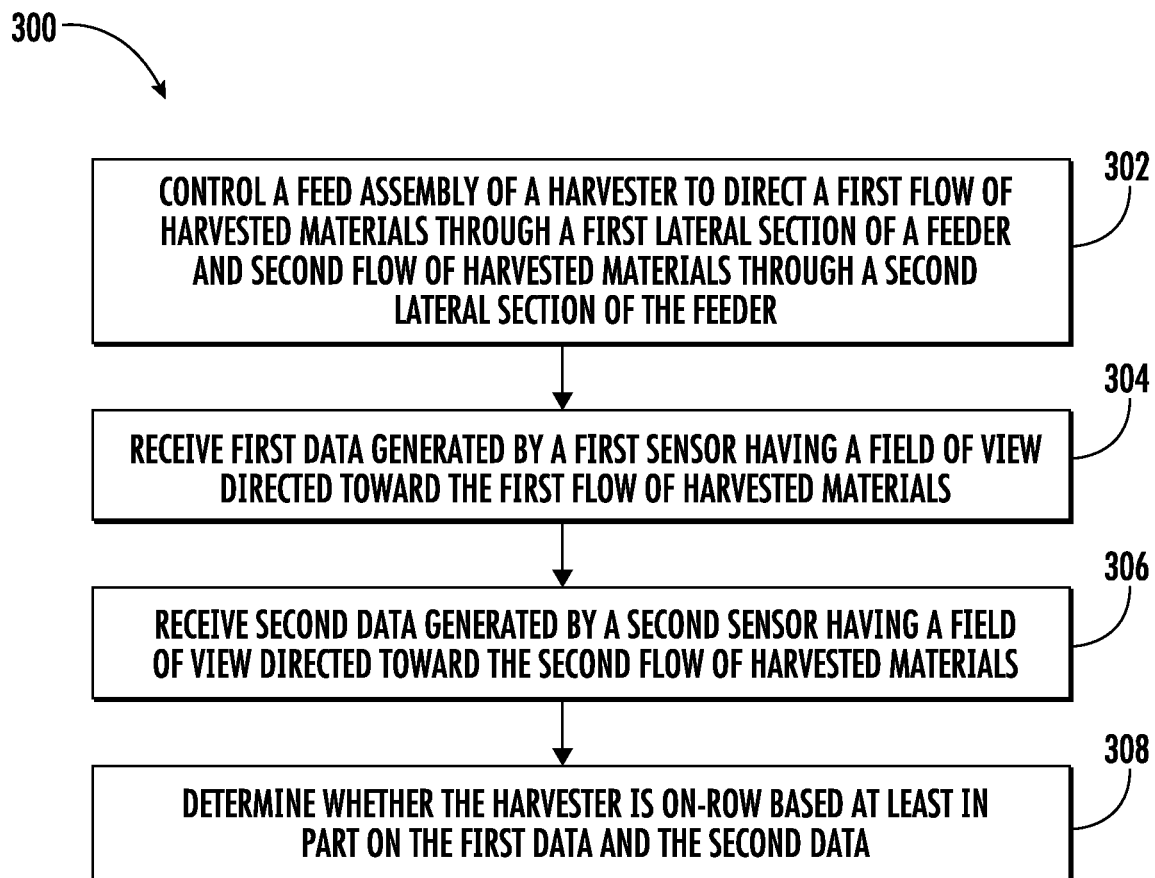 300
302
CONTROL A FEED ASSEMBLY OF A HARVESTER TO DIRECT A FIRST FLOW OF
HARVESTED MATERIALS THROUGH A FIRST LATERAL SECTION OF A FEEDER
AND SECOND FLOW OF HARVESTED MATERIALS THROUGH A SECOND
LATERAL SECTION OF THE FEEDER
304
RECEIVE FIRST DATA GENERATED BY A FIRST SENSOR HAVING A FIELD OF VIEW
DIRECTED TOWARD THE FIRST FLOW OF HARVESTED MATERIALS
306
RECEIVE SECOND DATA GENERATED BY A SECOND SENSOR HAVING A FIELD
OF VIEW DIRECTED TOWARD THE SECOND FLOW OF HARVESTED MATERIALS
308
DETERMINE WHETHER THE HARVESTER IS ON-ROW BASED AT LEAST IN
PART ON THE FIRST DATA AND THE SECOND DATA